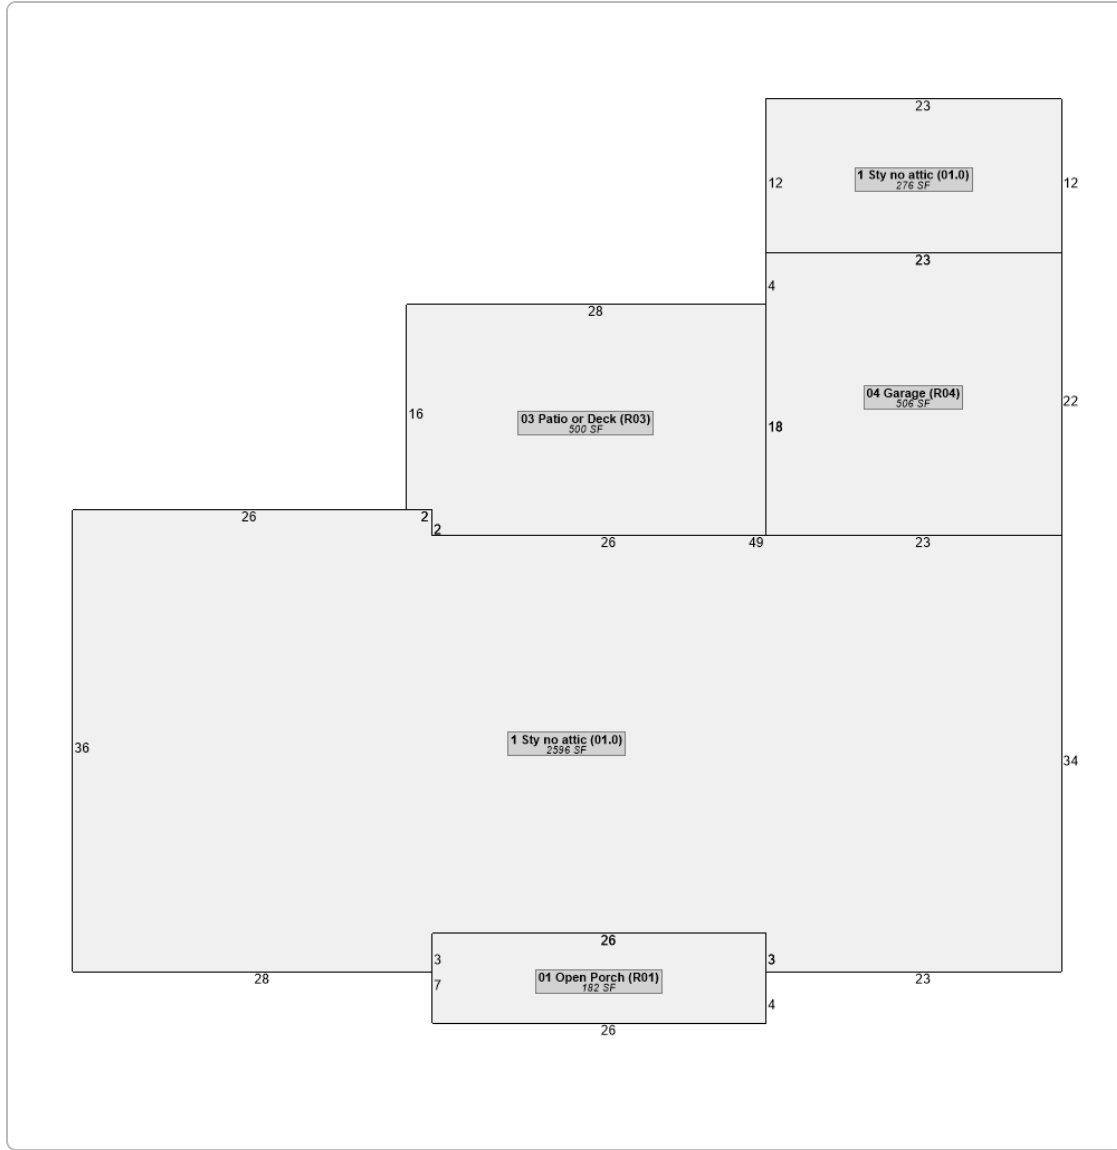 23
1 Sty no attic (01.0)
276 SF
12
12
23
4
28
04 Garage (R04)
506 SF
22
16
03 Patio or Deck (R03)
500 SF
18
26
2
2
26
49
23
1 Sty no attic (01.0)
2596 SF
36
34
26
3
3
01 Open Porch (R01)
182 SF
28
7
23
4
26